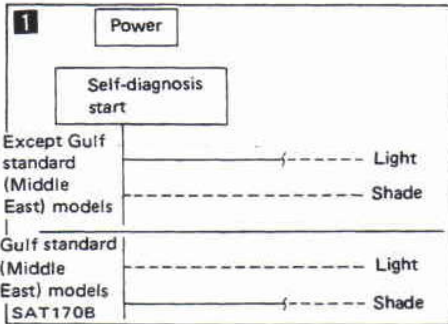 1
Power
Self-diagnosis
start
Except Gulf
standard
(Middle
East) models
Light
Shade
Gulf standard
(Middle
East) models
Light
Shade
SAT170B